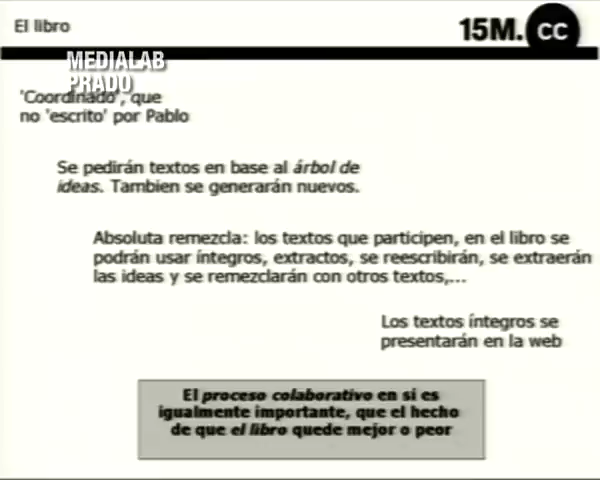 El libro
15M.cc
MEDIALAB
PRADO
'Coordinado', que
no 'escrito' por Pablo
Se pedirán textos en base al árbol de
ideas. Tambien se generarán nuevos.
Absoluta remezcla: los textos que participen, en el libro se
podrán usar íntegros, extractos, se reescribirán, se extraerán
las ideas y se remezclarán con otros textos,...
Los textos íntegros se
presentarán en la web
El proceso colaborativo en sí es
igualmente importante, que el hecho
de que el libro quede mejor o peor